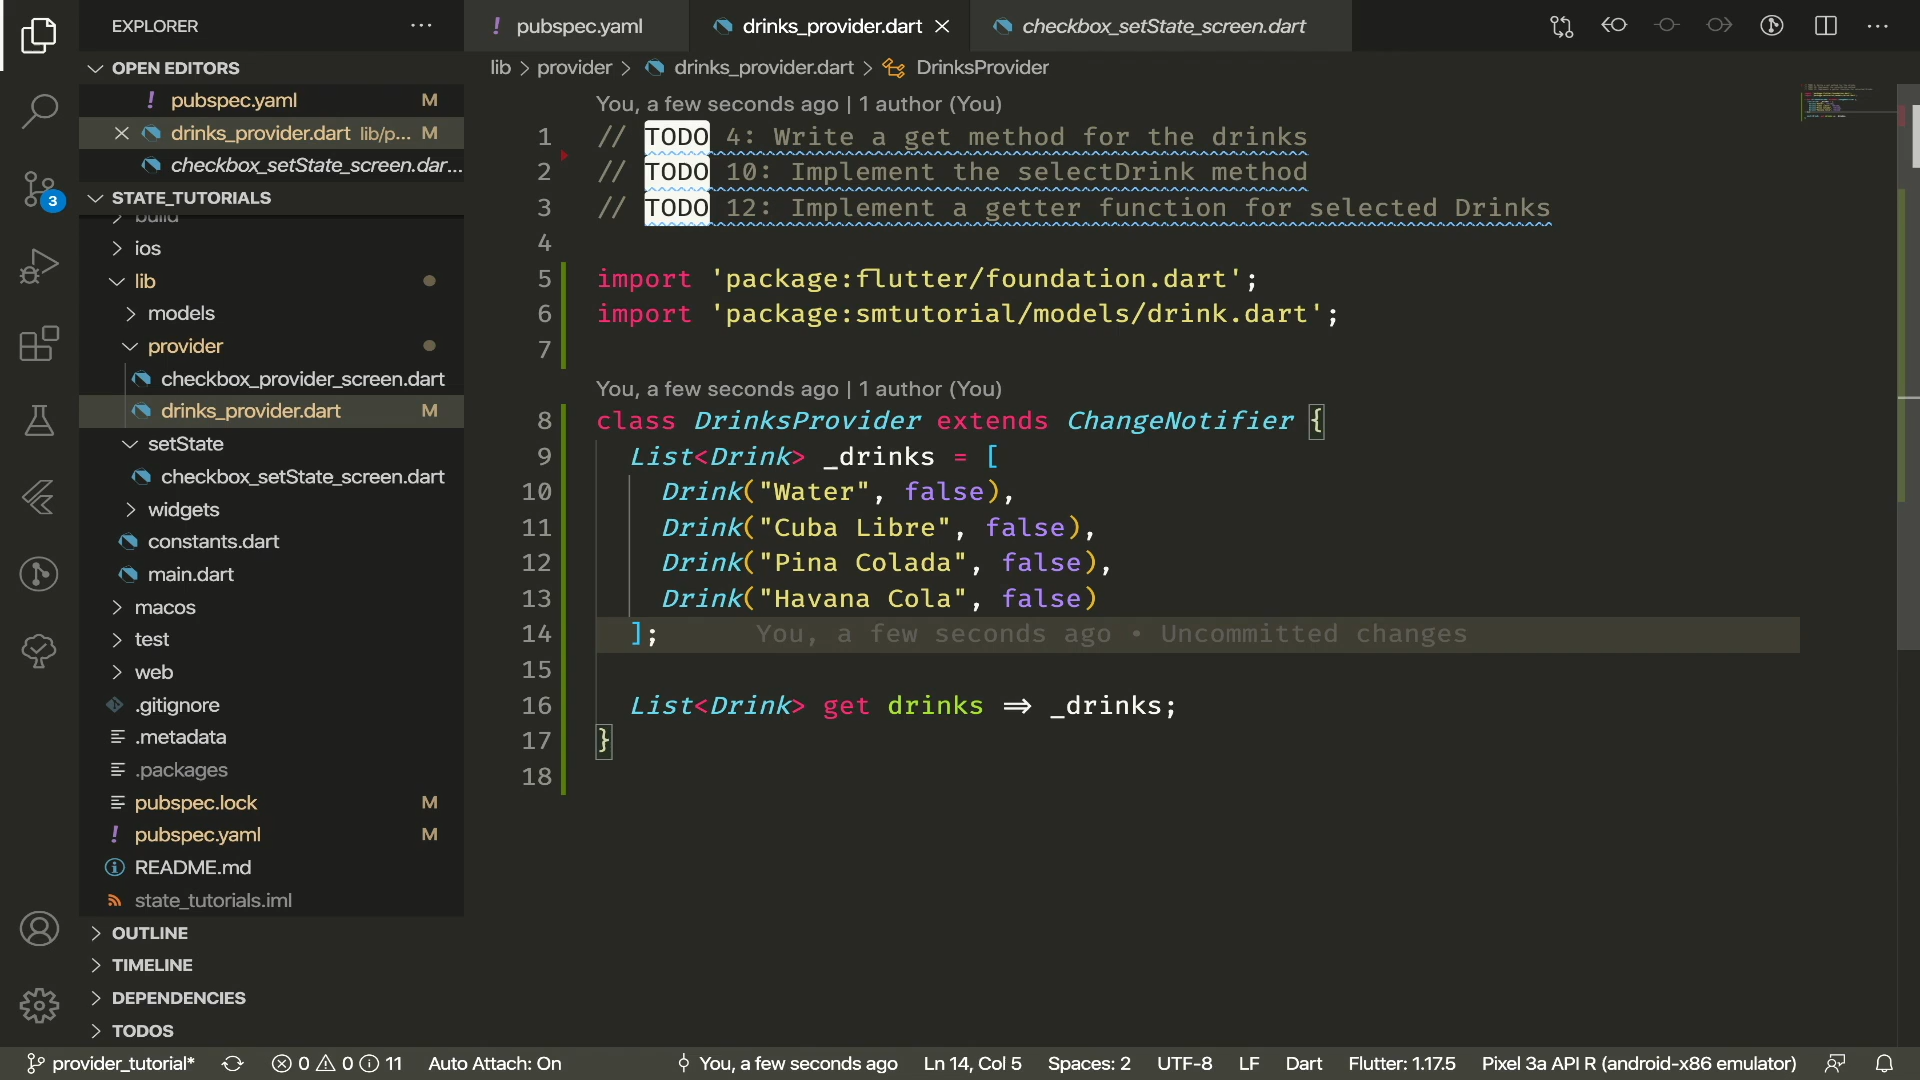 EXPLORER
pubspec.yaml
drinks_provider.dart
checkbox_setState_screen.dart
OPEN EDITORS
! pubspec.yaml M
drinks_provider.dart lib/p... M
checkbox_setState_screen.dar...
STATE_TUTORIALS
build
ios
lib
models
provider
checkbox_provider_screen.dart
drinks_provider.dart M
setState
checkbox_setState_screen.dart
widgets
constants.dart
main.dart
macos
test
web
.gitignore
.metadata
.packages
pubspec.lock M
! pubspec.yaml M
README.md
state_tutorials.iml
OUTLINE
TIMELINE
DEPENDENCIES
TODOS
3
lib > provider > drinks_provider.dart > DrinksProvider
You, a few seconds ago | 1 author (You)
1 // TODO 4: Write a get method for the drinks
2 // TODO 10: Implement the selectDrink method
3 // TODO 12: Implement a getter function for selected Drinks
4
5 import 'package:flutter/foundation.dart';
6 import 'package:smtutorial/models/drink.dart';
7
You, a few seconds ago | 1 author (You)
8 class DrinksProvider extends ChangeNotifier {
9 List<Drink> _drinks = [
10 Drink("Water", false),
11 Drink("Cuba Libre", false),
12 Drink("Pina Colada", false),
13 Drink("Havana Cola", false)
14 ]; You, a few seconds ago • Uncommitted changes
15
16 List<Drink> get drinks => _drinks;
17 }
18
provider_tutorial* 0 0 11 Auto Attach: On You, a few seconds ago Ln 14, Col 5 Spaces: 2 UTF-8 LF Dart Flutter: 1.17.5 Pixel 3a API R (android-x86 emulator)